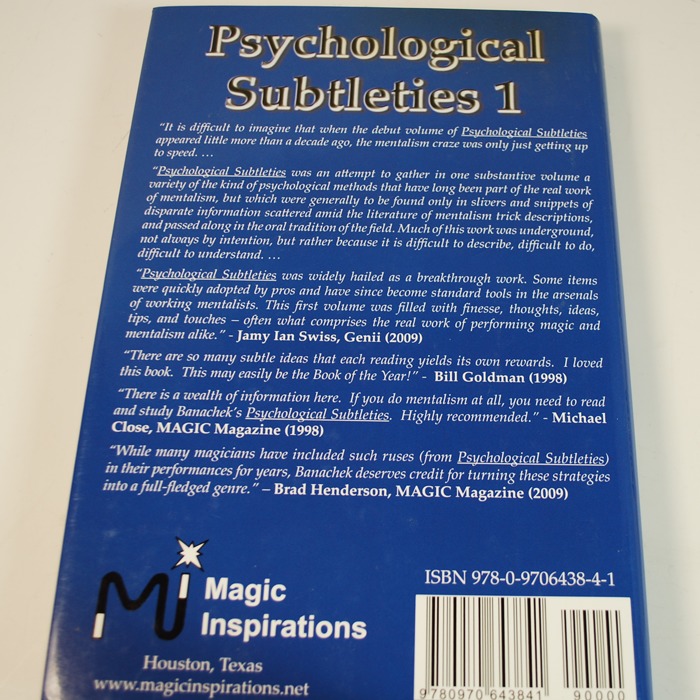 Psychological
Subtleties 1
“It is difficult to imagine that when the debut volume of Psychological Subtleties
appeared little more than a decade ago, the mentalism craze was only just getting up
to speed. …
“Psychological Subtleties was an attempt to gather in one substantive volume a
variety of the kind of psychological methods that have long been part of the real work
of mentalism, but which were generally to be found only in slivers and snippets of
disparate information scattered amid the literature of mentalism trick descriptions,
and passed along in the oral tradition of the field. Much of this work was underground,
not always by intention, but rather because it is difficult to describe, difficult to do,
difficult to understand. …
“Psychological Subtleties was widely hailed as a breakthrough work. Some items
were quickly adopted by pros and have since become standard tools in the arsenals
of working mentalists. This first volume was filled with finesse, thoughts, ideas,
tips, and touches – often what comprises the real work of performing magic and
mentalism alike.” - Jamy Ian Swiss, Genii (2009)
“There are so many subtle ideas that each reading yields its own rewards. I loved
this book. This may easily be the Book of the Year!” - Bill Goldman (1998)
“There is a wealth of information here. If you do mentalism at all, you need to read
and study Banachek’s Psychological Subtleties. Highly recommended.” - Michael
Close, MAGIC Magazine (1998)
“While many magicians have included such ruses (from Psychological Subtleties)
in their performances for years, Banachek deserves credit for turning these strategies
into a full-fledged genre.” – Brad Henderson, MAGIC Magazine (2009)
MI Magic
Inspirations
Houston, Texas
www.magicinspirations.net
ISBN 978-0-9706438-4-1
9 780970 643841
90000